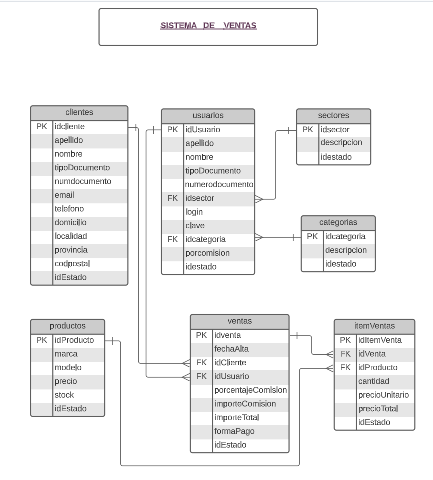 SISTEMA DE VENTAS
clientes
PK idcliente
apellido
nombre
tipoDocumento
numdocumento
email
telefono
domicilio
localidad
provincia
codpostal
idEstado
usuarios
PK idUsuario
apellido
nombre
tipoDocumento
numerodocumento
FK idsector
login
clave
FK idcategoria
porcomision
idestado
sectores
PK idsector
descripcion
idestado
categorias
PK idcategoria
descripcion
idestado
productos
PK idProducto
marca
modelo
precio
stock
idEstado
ventas
PK idventa
fechaAlta
FK idCliente
FK idUsuario
porcentajeComision
importeComision
importeTotal
formaPago
idEstado
itemVentas
PK idItemVenta
FK idVenta
FK idProducto
cantidad
precioUnitario
precioTotal
idEstado